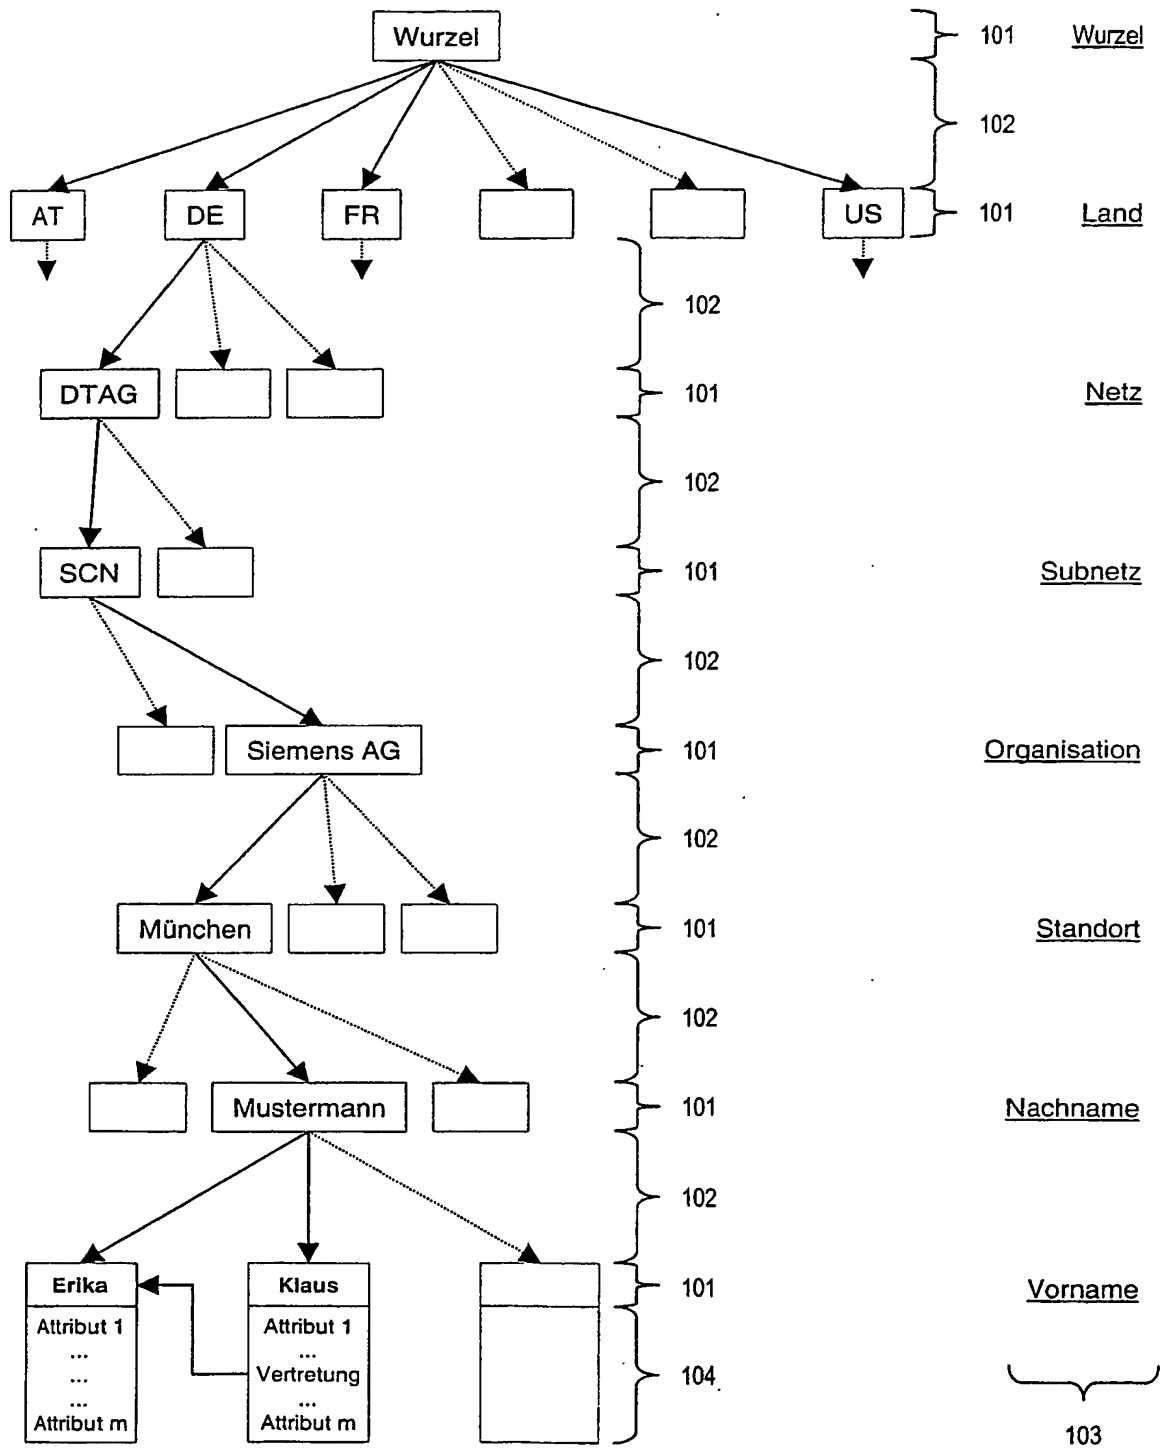 Wurzel 101 Wurzel
102
AT DE FR US 101 Land
102
DTAG 101 Netz
102
SCN 101 Subnetz
102
Siemens AG 101 Organisation
102
München 101 Standort
102
Mustermann 101 Nachname
102
Erika Klaus 101 Vorname
Attribut 1 Attribut 1
... ...
... Vertretung 104
... ...
Attribut m Attribut m
103